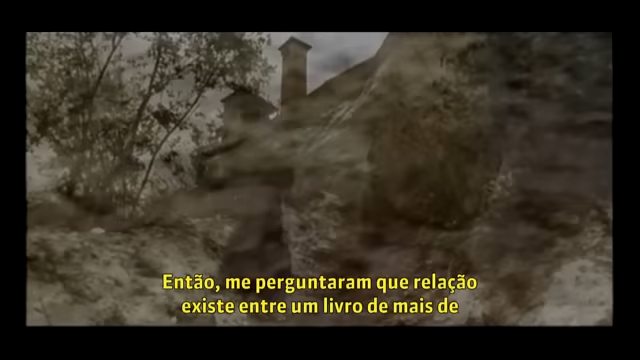 Então, me perguntaram que relação
existe entre um livro de mais de